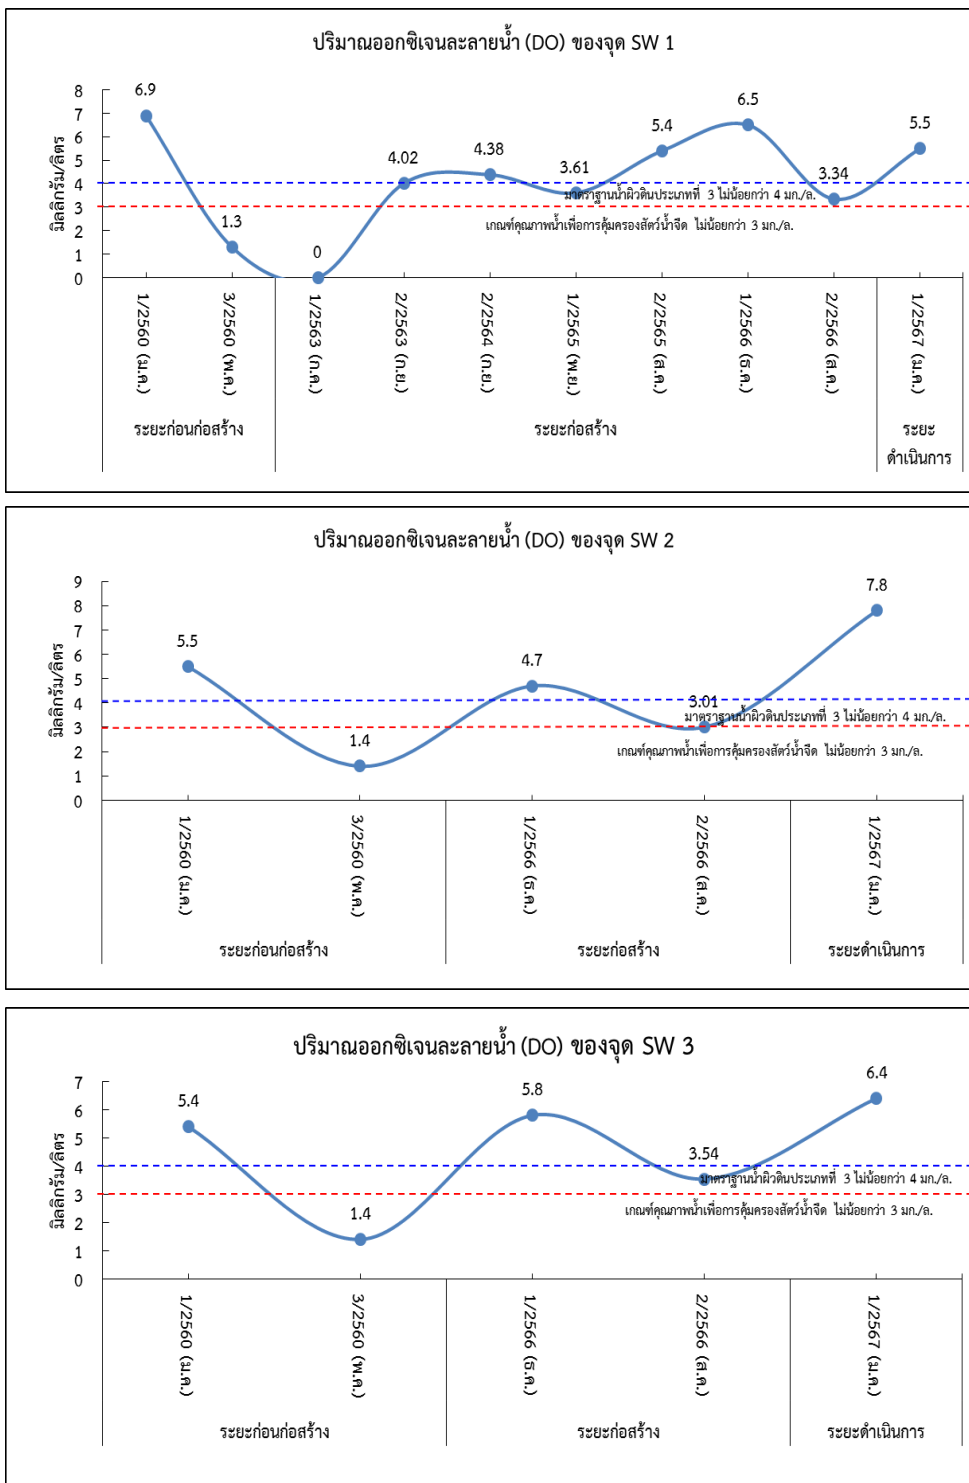 ปริมาณออกซิเจนละลายน้ำ (DO) ของจุด SW 1
มิลลิกรัม/ลิตร
8
7
6
5
4
3
2
1
0
6.9
1.3
0
4.02
4.38
3.61
5.4
6.5
3.34
5.5
มาตราฐานน้ำผิวดินประเภทที่ 3 ไม่น้อยกว่า 4 มก./ล.
เกณฑ์คุณภาพน้ำเพื่อการคุ้มครองสัตว์น้ำจืด ไม่น้อยกว่า 3 มก./ล.
1/2560 (ม.ค.)
3/2560 (พ.ค.)
1/2563 (ก.ค.)
2/2563 (ก.ย.)
2/2564 (ก.ย.)
1/2565 (พ.ย.)
2/2565 (ส.ค.)
1/2566 (ธ.ค.)
2/2566 (ส.ค.)
1/2567 (ม.ค.)
ระยะก่อนก่อสร้าง
ระยะก่อสร้าง
ระยะ
ดำเนินการ
ปริมาณออกซิเจนละลายน้ำ (DO) ของจุด SW 2
มิลลิกรัม/ลิตร
9
8
7
6
5
4
3
2
1
0
5.5
1.4
4.7
3.01
7.8
มาตราฐานน้ำผิวดินประเภทที่ 3 ไม่น้อยกว่า 4 มก./ล.
เกณฑ์คุณภาพน้ำเพื่อการคุ้มครองสัตว์น้ำจืด ไม่น้อยกว่า 3 มก./ล.
1/2560 (ม.ค.)
3/2560 (พ.ค.)
1/2566 (ธ.ค.)
2/2566 (ส.ค.)
1/2567 (ม.ค.)
ระยะก่อนก่อสร้าง
ระยะก่อสร้าง
ระยะดำเนินการ
ปริมาณออกซิเจนละลายน้ำ (DO) ของจุด SW 3
มิลลิกรัม/ลิตร
7
6
5
4
3
2
1
0
5.4
1.4
5.8
3.54
6.4
มาตราฐานน้ำผิวดินประเภทที่ 3 ไม่น้อยกว่า 4 มก./ล.
เกณฑ์คุณภาพน้ำเพื่อการคุ้มครองสัตว์น้ำจืด ไม่น้อยกว่า 3 มก./ล.
1/2560 (ม.ค.)
3/2560 (พ.ค.)
1/2566 (ธ.ค.)
2/2566 (ส.ค.)
1/2567 (ม.ค.)
ระยะก่อนก่อสร้าง
ระยะก่อสร้าง
ระยะดำเนินการ